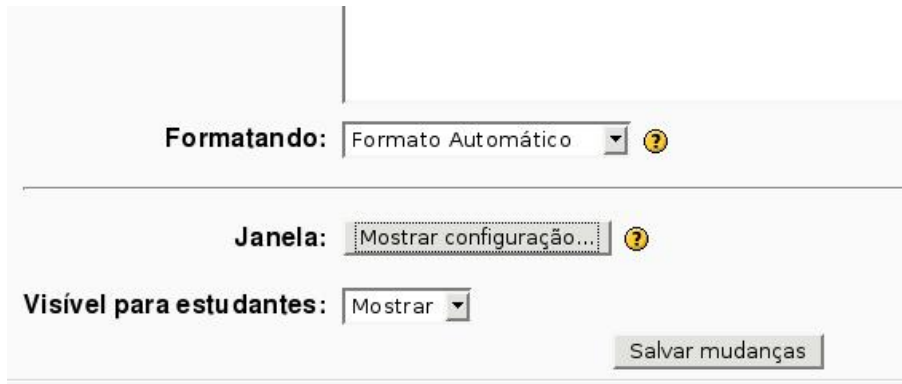 Formatando: Formato Automático ?
Janela: Mostrar configuração... ?
Visível para estudantes: Mostrar
Salvar mudanças